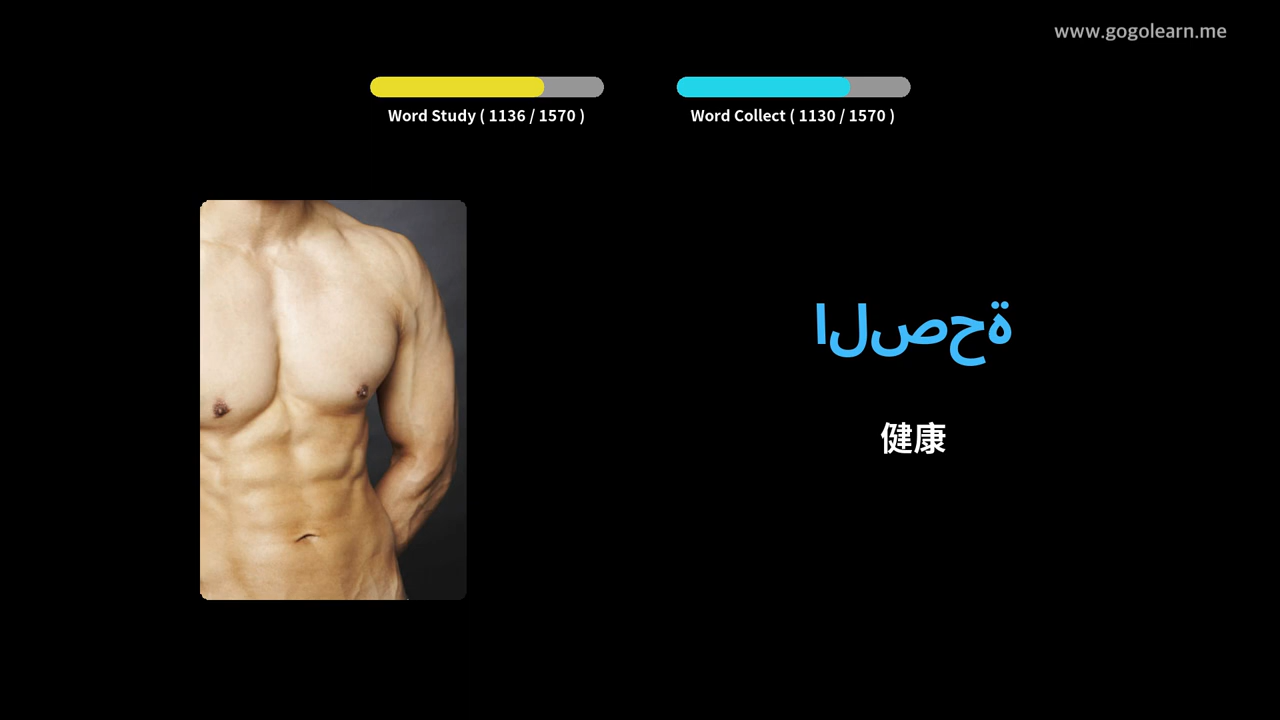 www.gogolearn.me
Word Study ( 1136 / 1570 )
Word Collect ( 1130 / 1570 )
الصحة
健康